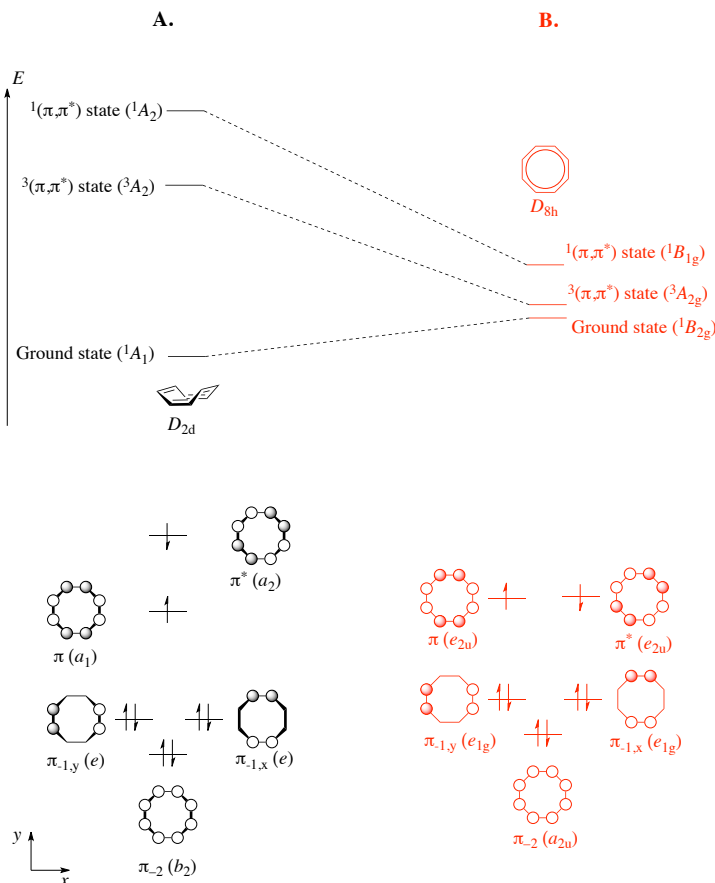 A.
B.
E
¹(π,π*) state (¹A₂)
³(π,π*) state (³A₂)
D₈ₕ
¹(π,π*) state (¹B₁g)
³(π,π*) state (³A₂g)
Ground state (¹B₂g)
Ground state (¹A₁)
D₂d
π* (a₂)
π (a₁)
π (e₂u)
π* (e₂u)
π₋₁,y (e)
π₋₁,x (e)
π₋₁,y (e₁g)
π₋₁,x (e₁g)
π₋₂ (b₂)
π₋₂ (a₂u)
y
x